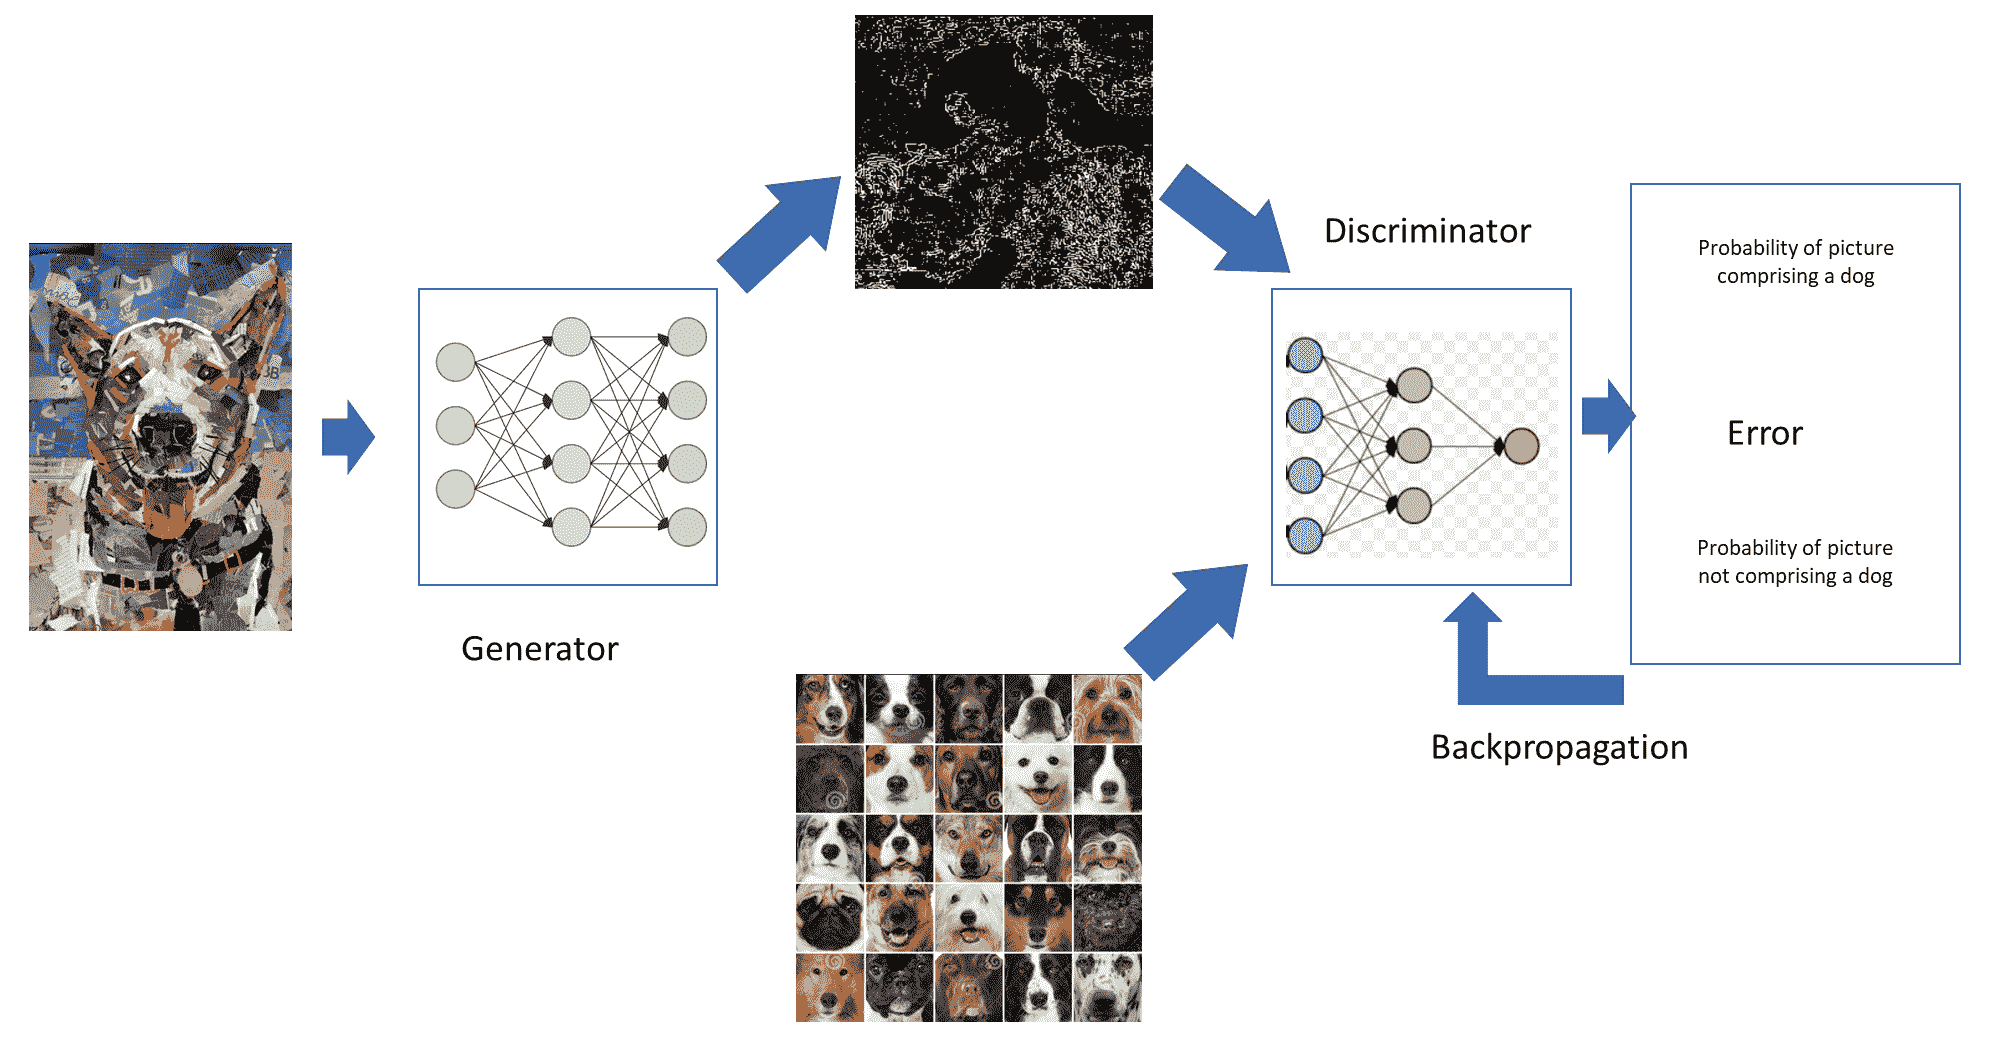 Discriminator
Probability of picture
comprising a dog
Error
Probability of picture
not comprising a dog
Generator
Backpropagation